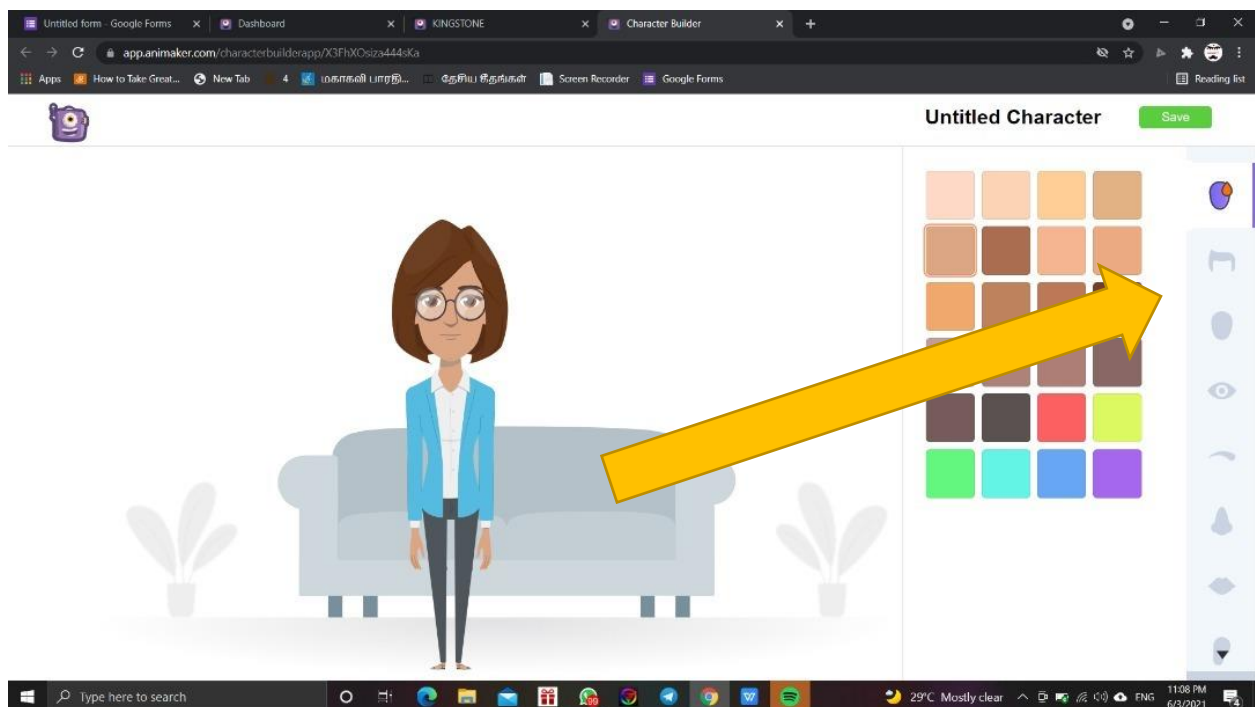 Untitled form - Google Forms
Dashboard
KINGSTONE
Character Builder
app.animaker.com/characterbuilderapp/X3FhXOsiza444sKa
Apps
How to Take Great...
New Tab
4
மகாகவி பாரதி...
தேசிய கீதங்கள்
Screen Recorder
Google Forms
Reading list
Untitled Character
Save
Type here to search
29°C Mostly clear
ENG
11:08 PM
6/3/2021